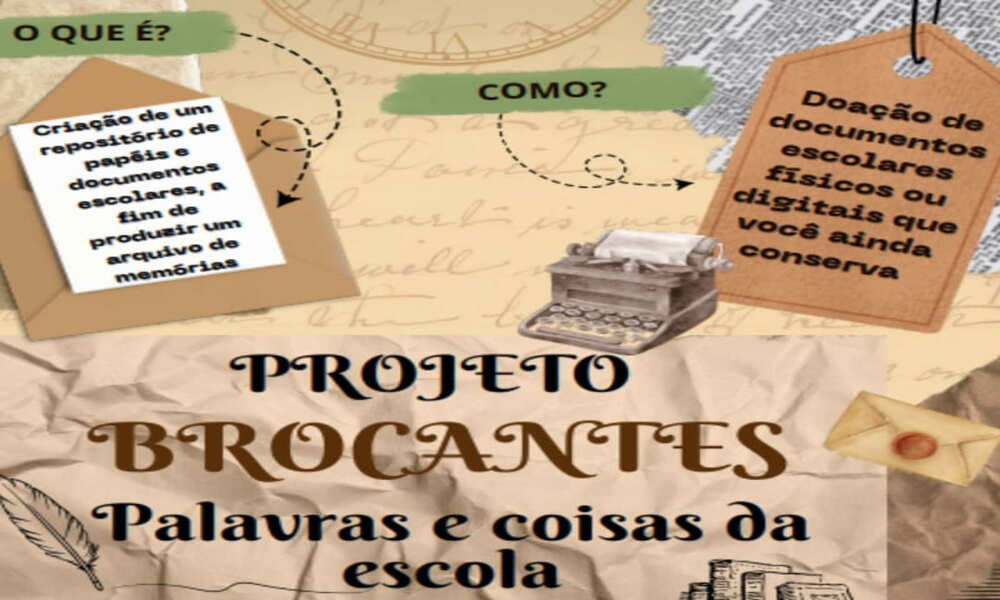 O QUE É?
Criação de um
repositório de
papéis e
documentos
escolares, a
fim de
produzir um
arquivo de
memórias
COMO?
Doação de
documentos
escolares
físicos ou
digitais que
você ainda
conserva
PROJETO
BROCANTES
Palavras e coisas da
escola